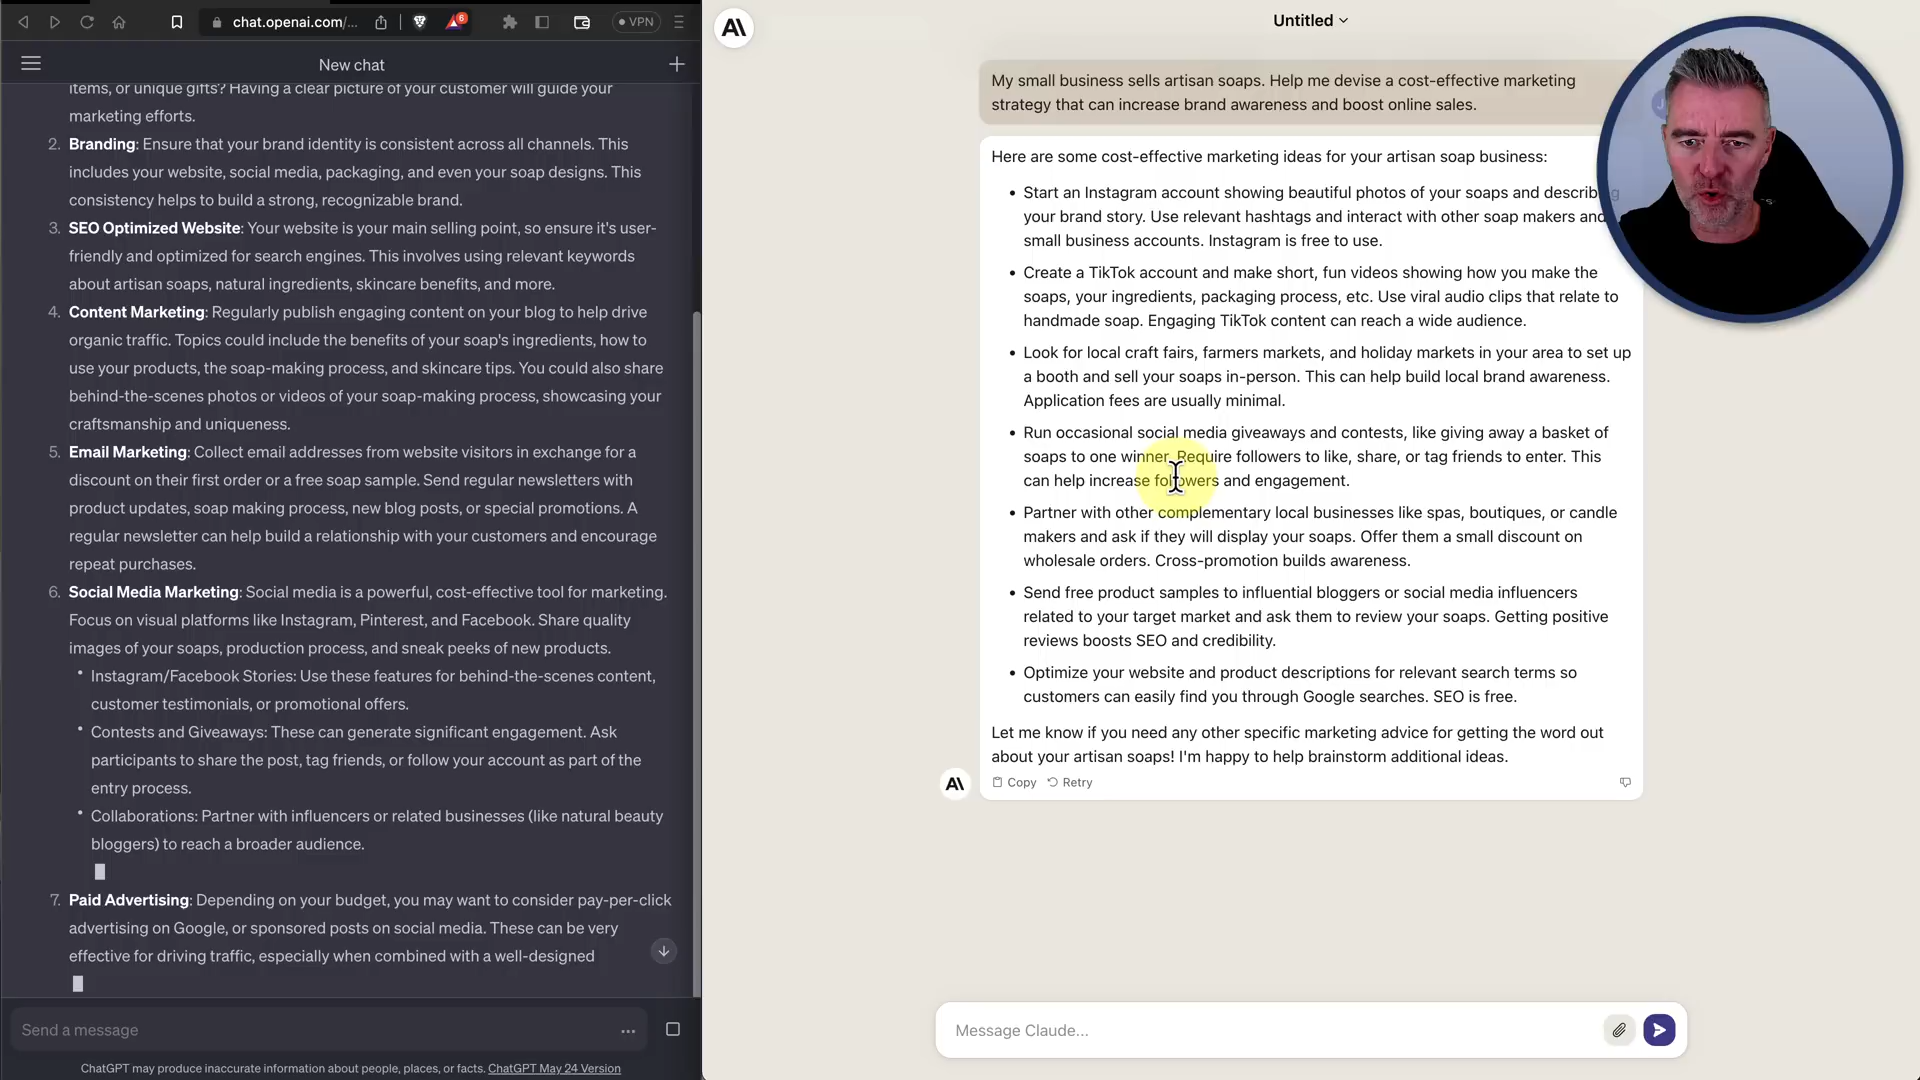 chat.openai.com/...
6
VPN
New chat
items, or unique gifts? Having a clear picture of your customer will guide your
marketing efforts.
2. Branding: Ensure that your brand identity is consistent across all channels. This
includes your website, social media, packaging, and even your soap designs. This
consistency helps to build a strong, recognizable brand.
3. SEO Optimized Website: Your website is your main selling point, so ensure it's user-
friendly and optimized for search engines. This involves using relevant keywords
about artisan soaps, natural ingredients, skincare benefits, and more.
4. Content Marketing: Regularly publish engaging content on your blog to help drive
organic traffic. Topics could include the benefits of your soap's ingredients, how to
use your products, the soap-making process, and skincare tips. You could also share
behind-the-scenes photos or videos of your soap-making process, showcasing your
craftsmanship and uniqueness.
5. Email Marketing: Collect email addresses from website visitors in exchange for a
discount on their first order or a free soap sample. Send regular newsletters with
product updates, soap making process, new blog posts, or special promotions. A
regular newsletter can help build a relationship with your customers and encourage
repeat purchases.
6. Social Media Marketing: Social media is a powerful, cost-effective tool for marketing.
Focus on visual platforms like Instagram, Pinterest, and Facebook. Share quality
images of your soaps, production process, and sneak peeks of new products.
• Instagram/Facebook Stories: Use these features for behind-the-scenes content,
customer testimonials, or promotional offers.
• Contests and Giveaways: These can generate significant engagement. Ask
participants to share the post, tag friends, or follow your account as part of the
entry process.
• Collaborations: Partner with influencers or related businesses (like natural beauty
bloggers) to reach a broader audience.
7. Paid Advertising: Depending on your budget, you may want to consider pay-per-click
advertising on Google, or sponsored posts on social media. These can be very
effective for driving traffic, especially when combined with a well-designed
Send a message
ChatGPT may produce inaccurate information about people, places, or facts. ChatGPT May 24 Version
A\
Untitled
My small business sells artisan soaps. Help me devise a cost-effective marketing
strategy that can increase brand awareness and boost online sales.
Here are some cost-effective marketing ideas for your artisan soap business:
• Start an Instagram account showing beautiful photos of your soaps and describing
your brand story. Use relevant hashtags and interact with other soap makers and
small business accounts. Instagram is free to use.
• Create a TikTok account and make short, fun videos showing how you make the
soaps, your ingredients, packaging process, etc. Use viral audio clips that relate to
handmade soap. Engaging TikTok content can reach a wide audience.
• Look for local craft fairs, farmers markets, and holiday markets in your area to set up
a booth and sell your soaps in-person. This can help build local brand awareness.
Application fees are usually minimal.
• Run occasional social media giveaways and contests, like giving away a basket of
soaps to one winner. Require followers to like, share, or tag friends to enter. This
can help increase followers and engagement.
• Partner with other complementary local businesses like spas, boutiques, or candle
makers and ask if they will display your soaps. Offer them a small discount on
wholesale orders. Cross-promotion builds awareness.
• Send free product samples to influential bloggers or social media influencers
related to your target market and ask them to review your soaps. Getting positive
reviews boosts SEO and credibility.
• Optimize your website and product descriptions for relevant search terms so
customers can easily find you through Google searches. SEO is free.
Let me know if you need any other specific marketing advice for getting the word out
about your artisan soaps! I'm happy to help brainstorm additional ideas.
A\
Copy Retry
Message Claude...